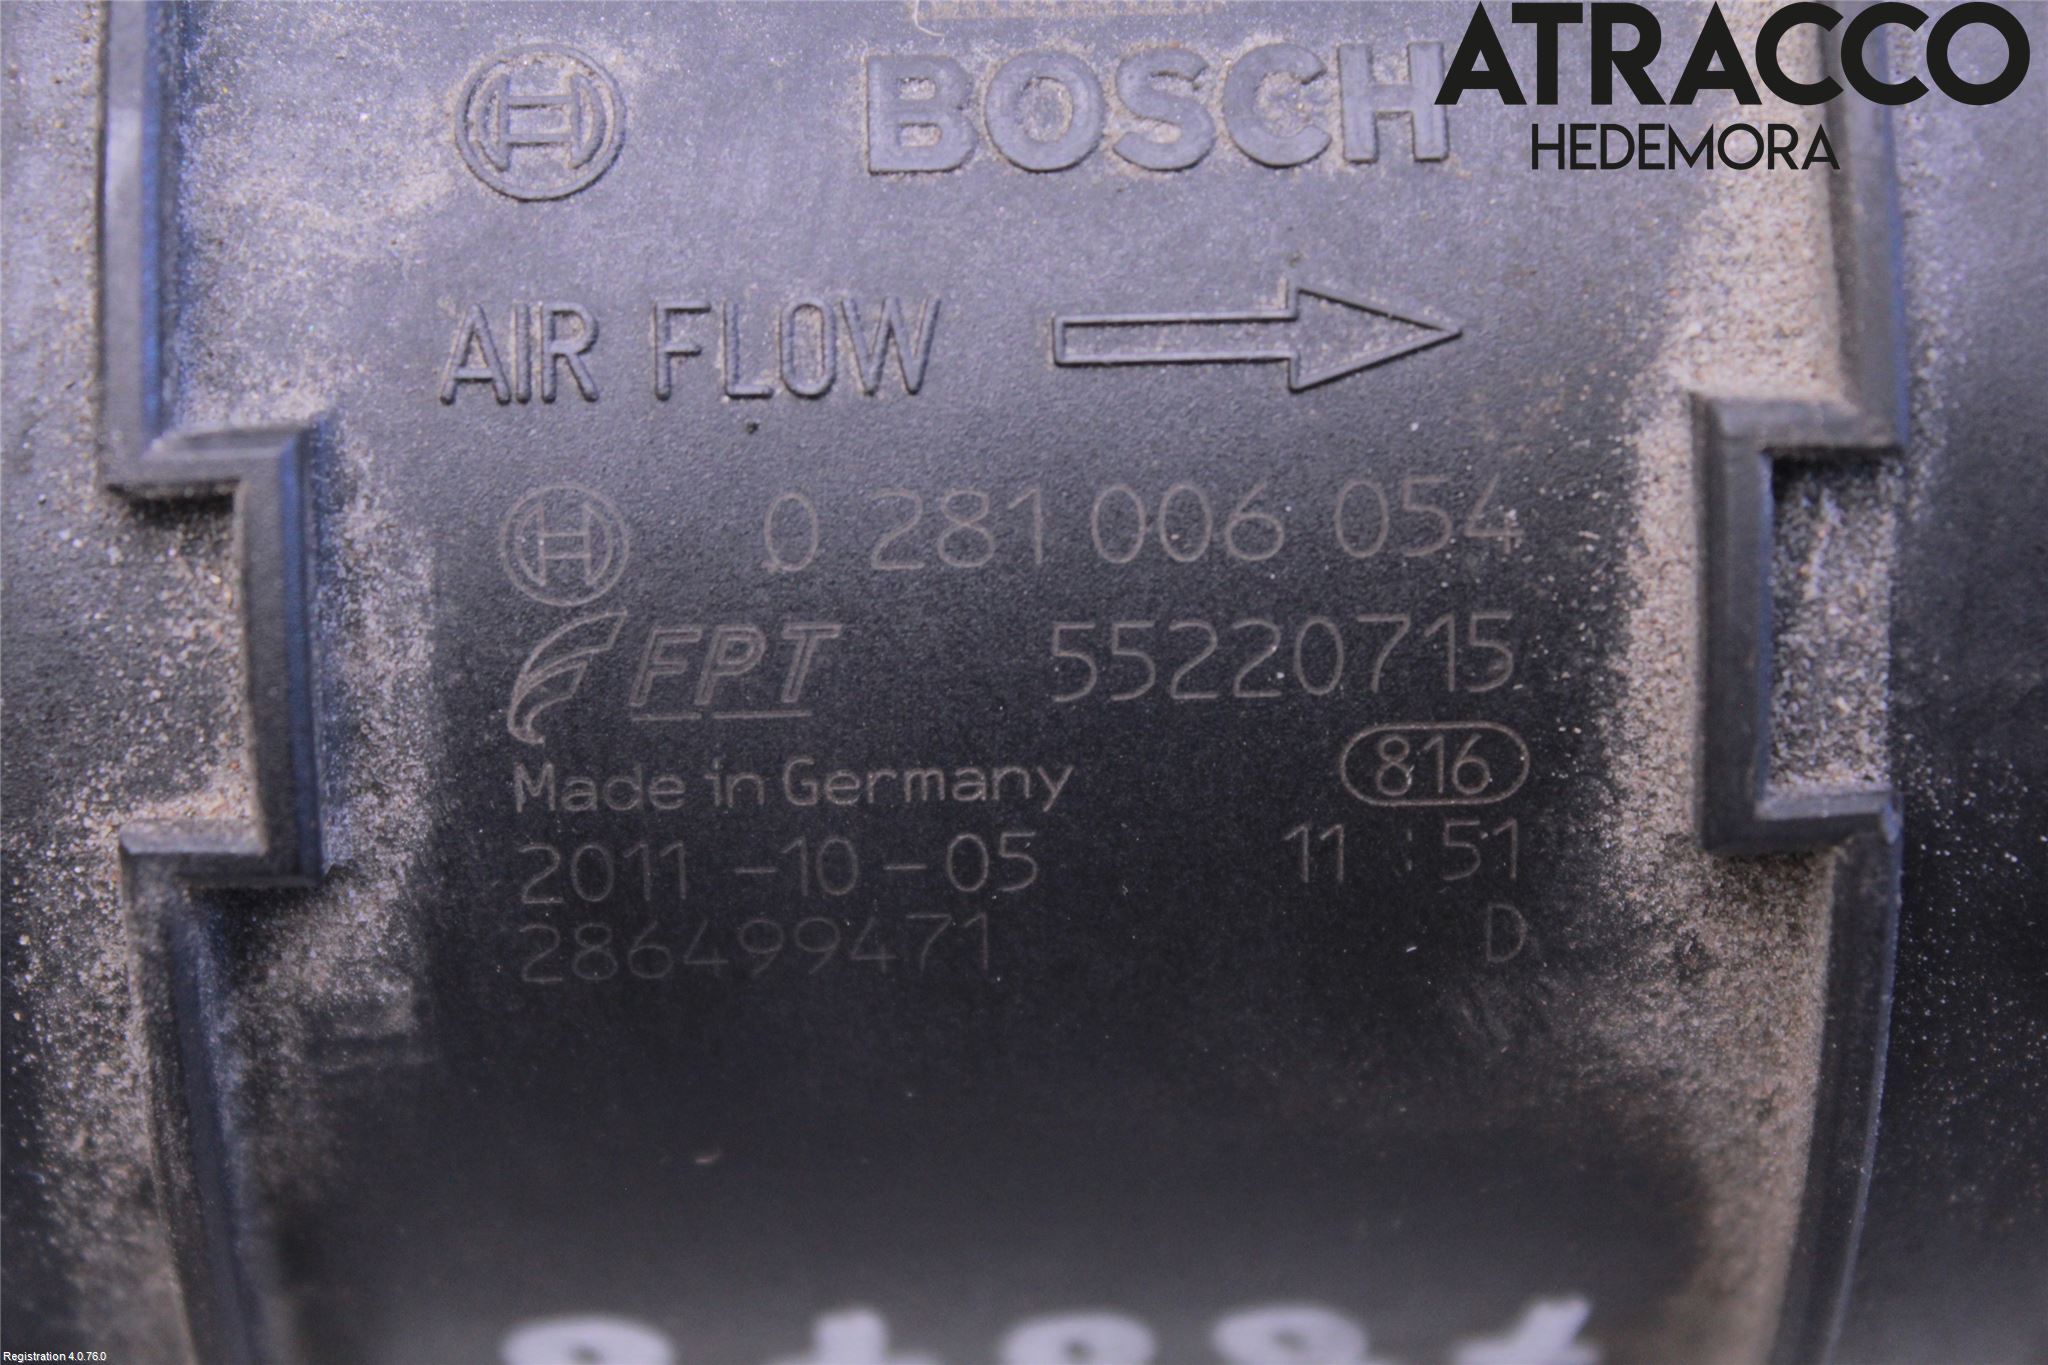 ATRACCO
HEDEMORA
BOSCH
AIR FLOW
0 281 006 054
FPT 55220715
Made in Germany 816
2011-10-05 11:51
286499471 D
Registration 4.0.76.0